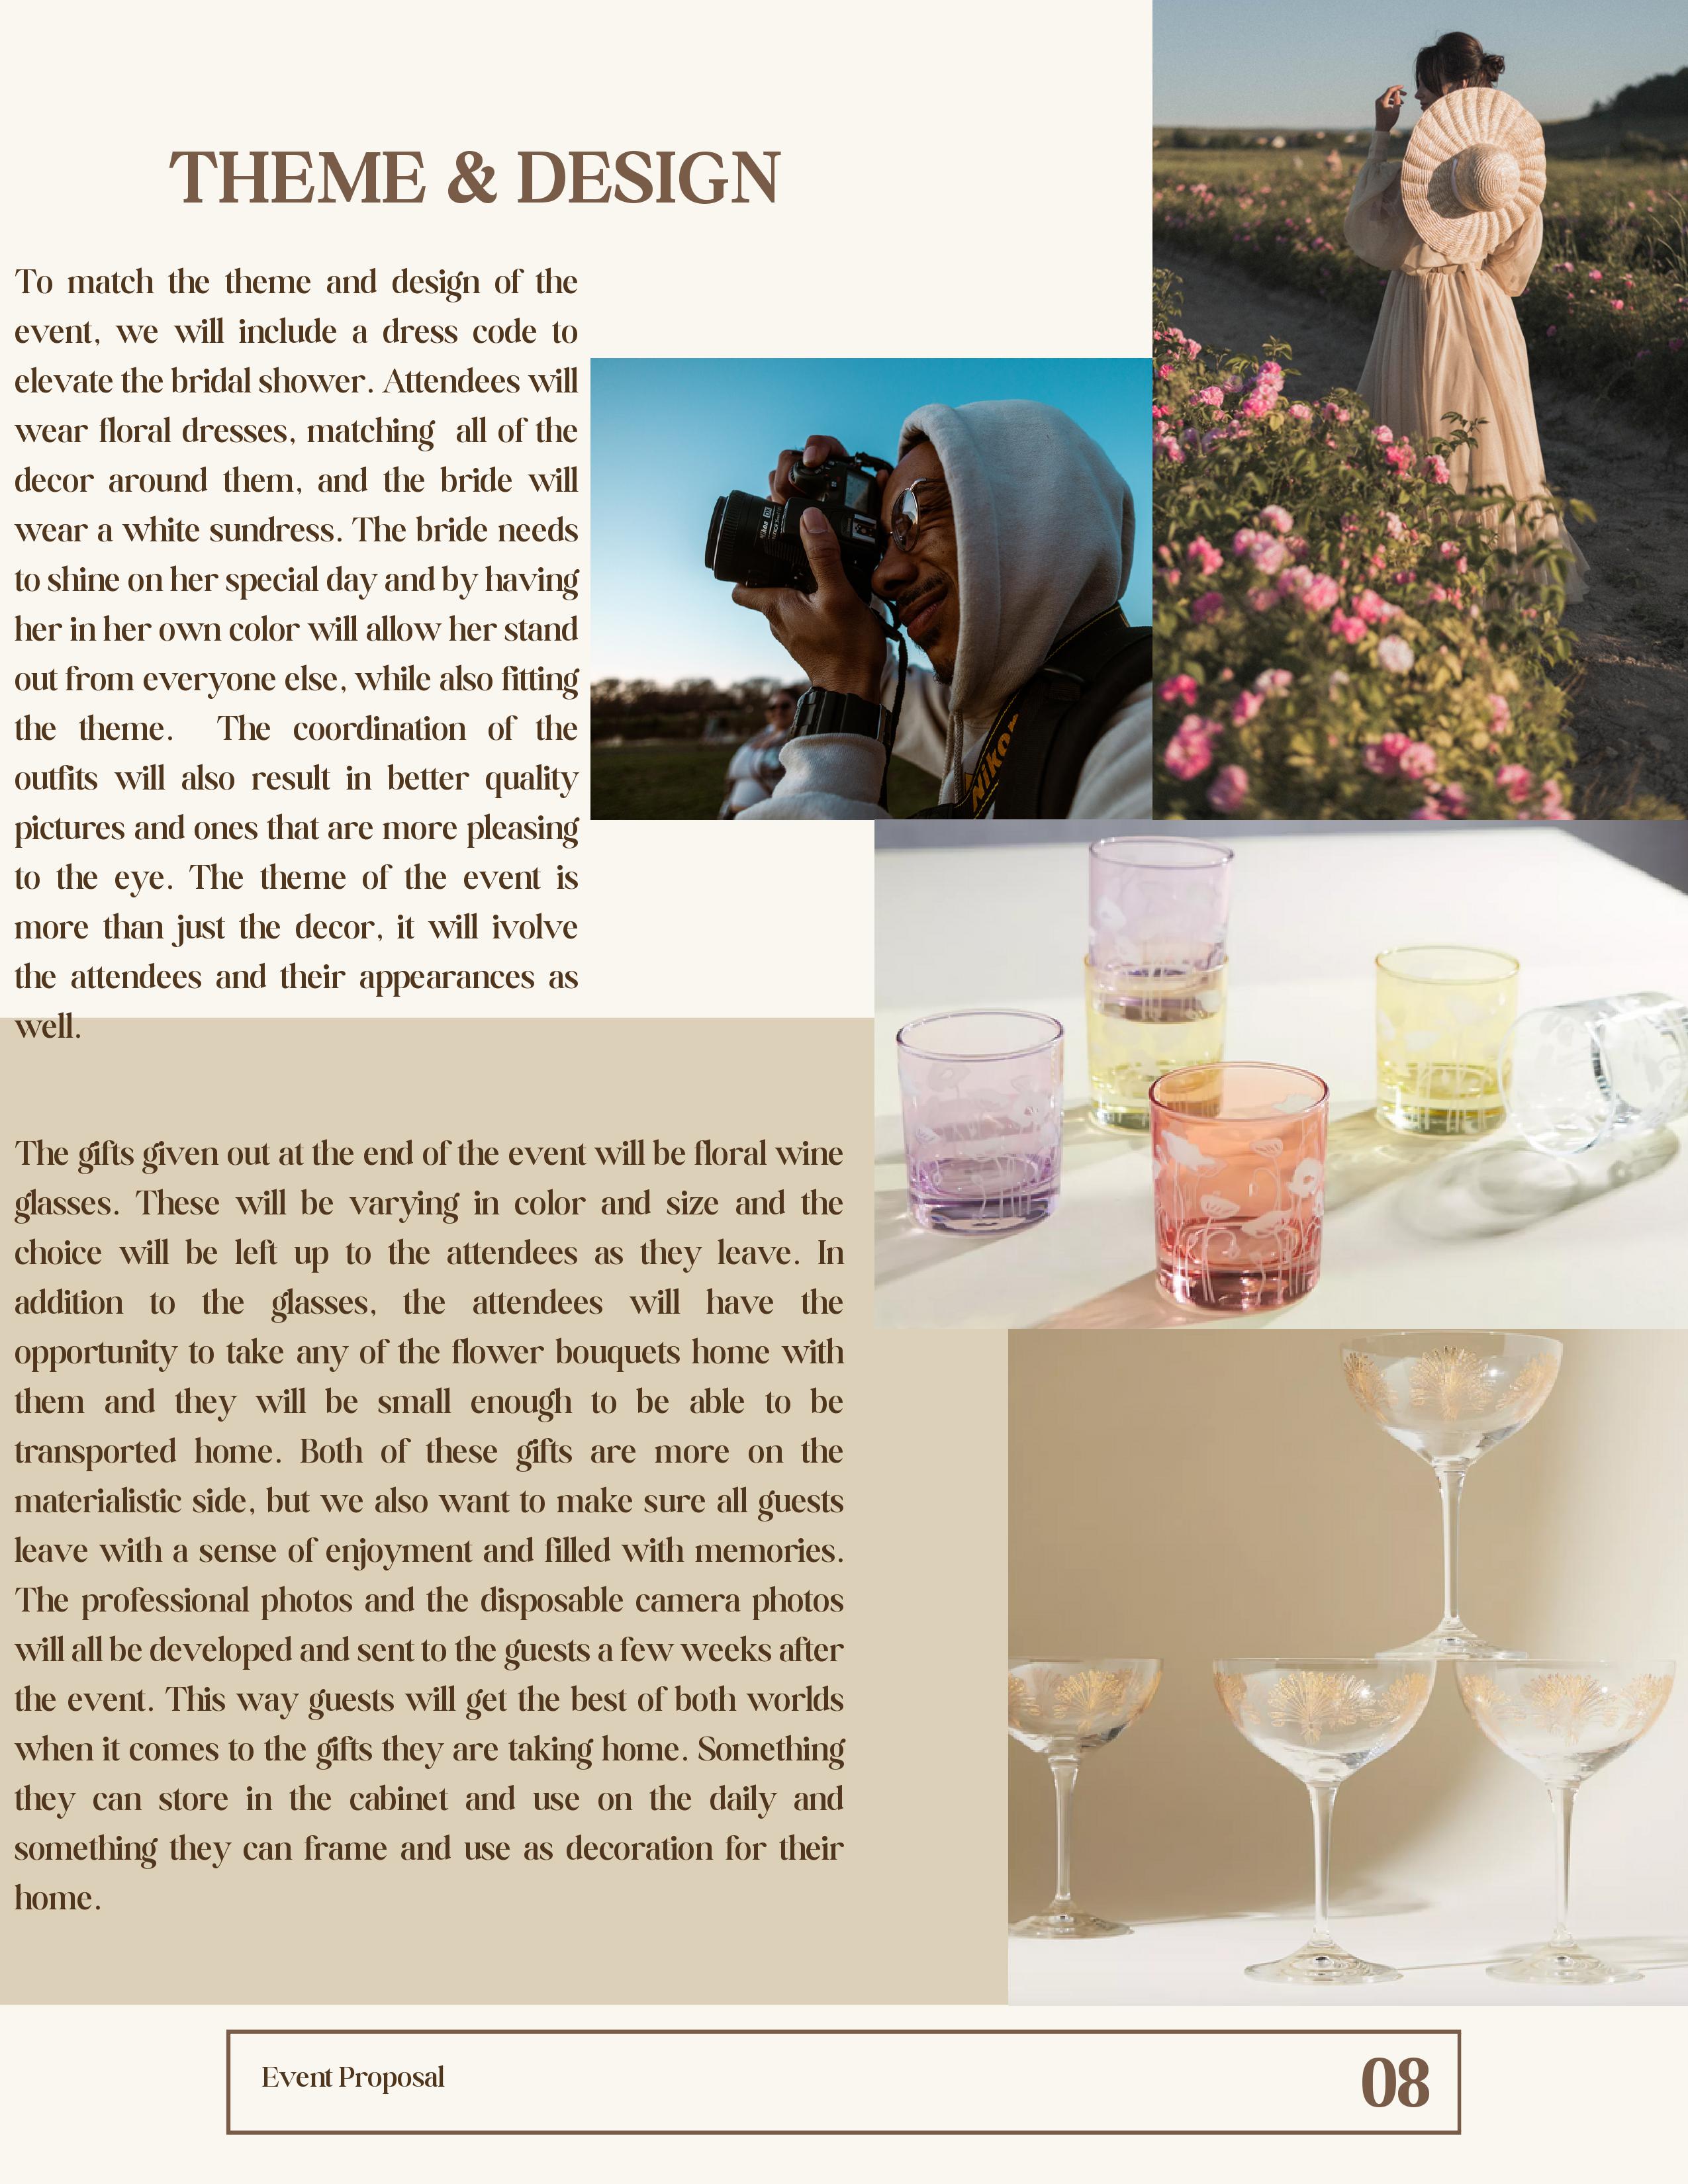 THEME & DESIGN
To match the theme and design of the
event, we will include a dress code to
elevate the bridal shower. Attendees will
wear floral dresses, matching  all of the
decor around them, and the bride will
wear a white sundress. The bride needs
to shine on her special day and by having
her in her own color will allow her stand
out from everyone else, while also fitting
the theme.  The coordination of the
outfits will also result in better quality
pictures and ones that are more pleasing
to the eye. The theme of the event is
more than just the decor, it will ivolve
the attendees and their appearances as
well.
Nikon
The gifts given out at the end of the event will be floral wine
glasses. These will be varying in color and size and the
choice will be left up to the attendees as they leave. In
addition to the glasses, the attendees will have the
opportunity to take any of the flower bouquets home with
them and they will be small enough to be able to be
transported home. Both of these gifts are more on the
materialistic side, but we also want to make sure all guests
leave with a sense of enjoyment and filled with memories.
The professional photos and the disposable camera photos
will all be developed and sent to the guests a few weeks after
the event. This way guests will get the best of both worlds
when it comes to the gifts they are taking home. Something
they can store in the cabinet and use on the daily and
something they can frame and use as decoration for their
home.
Event Proposal
08